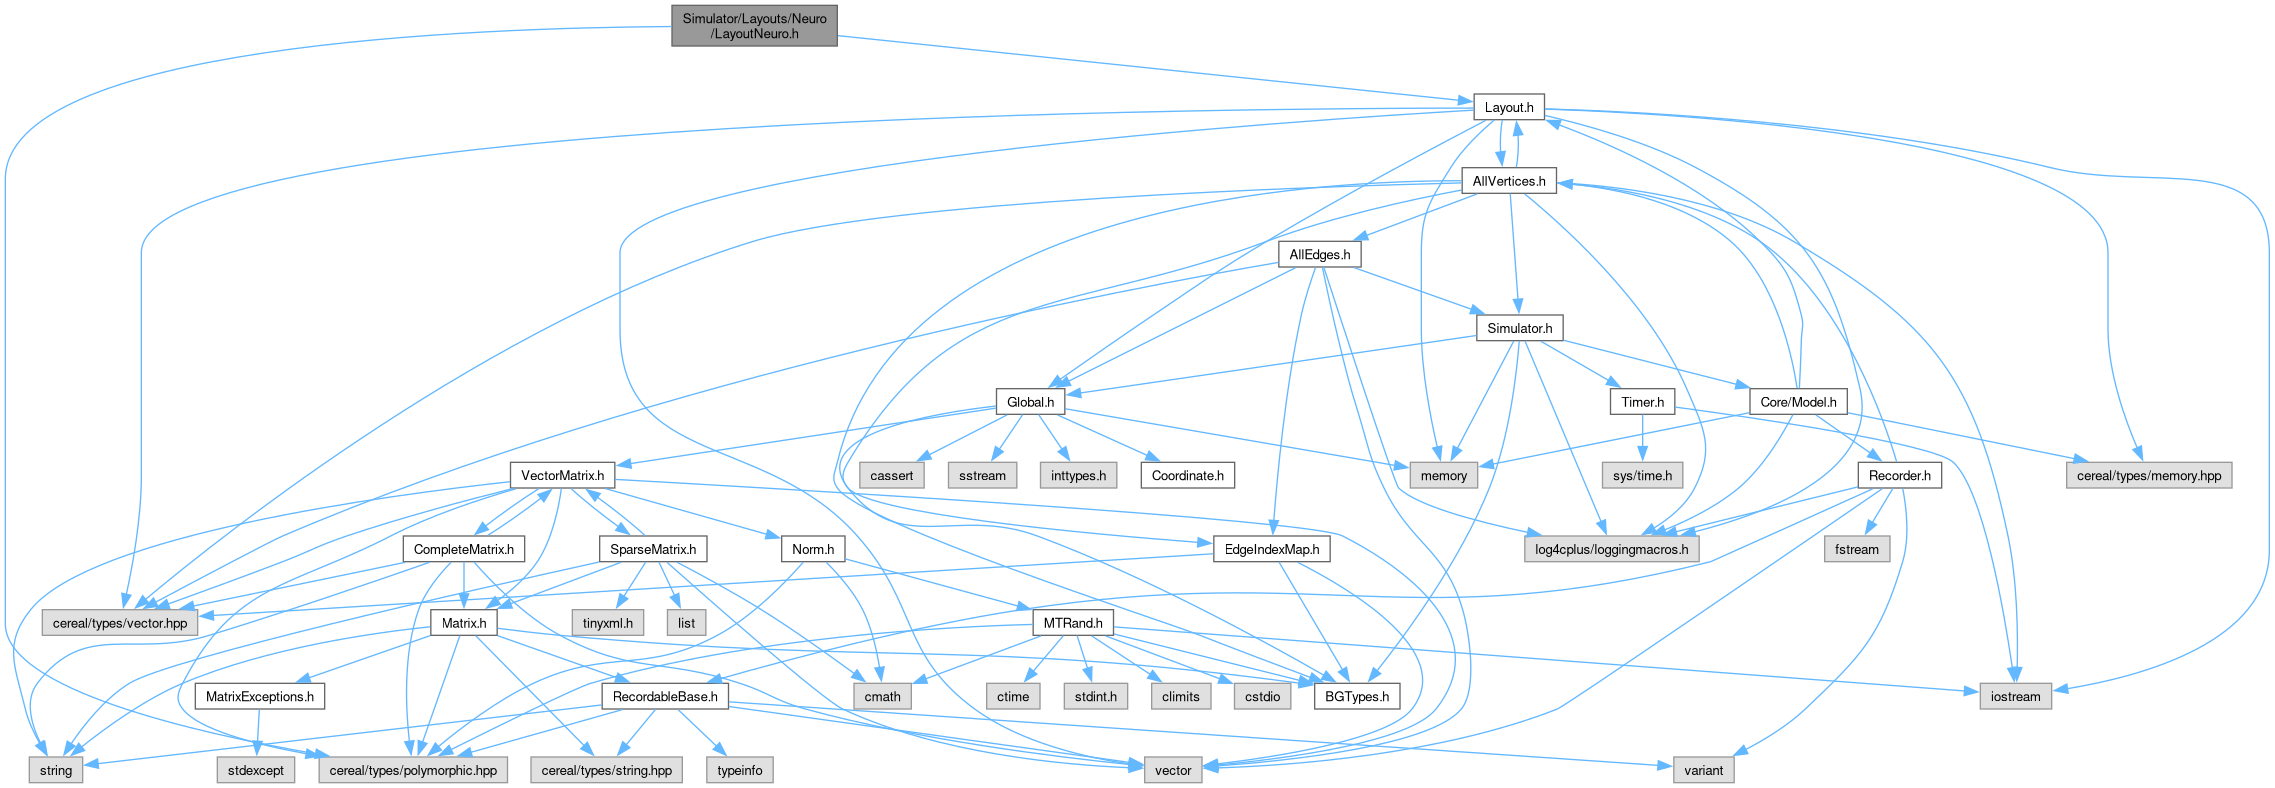 Simulator/Layouts/Neuro
/LayoutNeuro.h
Layout.h
AllVertices.h
AllEdges.h
Simulator.h
Global.h
Timer.h
Core/Model.h
VectorMatrix.h
cassert
sstream
inttypes.h
Coordinate.h
memory
sys/time.h
Recorder.h
cereal/types/memory.hpp
CompleteMatrix.h
SparseMatrix.h
Norm.h
EdgeIndexMap.h
log4cplus/loggingmacros.h
fstream
cereal/types/vector.hpp
Matrix.h
tinyxml.h
list
MTRand.h
MatrixExceptions.h
RecordableBase.h
cmath
ctime
stdint.h
climits
cstdio
BGTypes.h
iostream
string
stdexcept
cereal/types/polymorphic.hpp
cereal/types/string.hpp
typeinfo
vector
variant